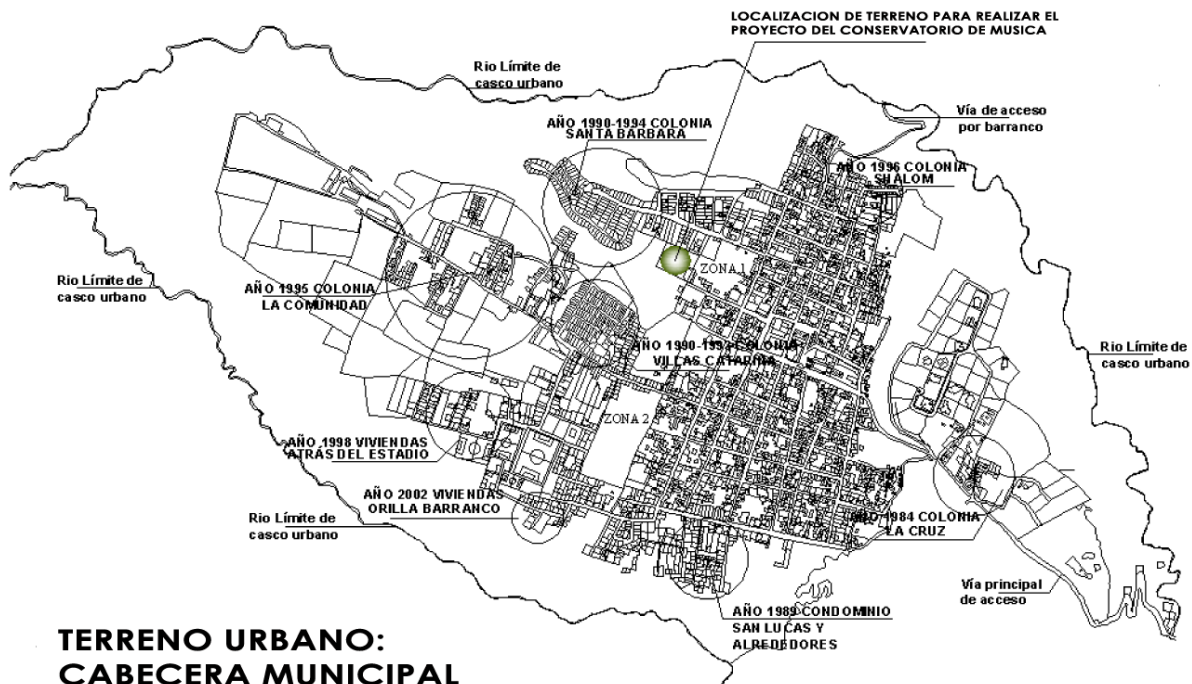 LOCALIZACION DE TERRENO PARA REALIZAR EL
PROYECTO DEL CONSERVATORIO DE MUSICA
Rio Límite de
casco urbano
Vía de acceso
por barranco
AÑO 1990-1994 COLONIA
SANTA BARBARA
AÑO 1996 COLONIA
SHALOM
ZONA 1
Rio Límite de
casco urbano
AÑO 1995 COLONIA
LA COMUNIDAD
AÑO 1990-1993 COLONIA
VILLAS CATARINA
Rio Límite de
casco urbano
ZONA 2
AÑO 1998 VIVIENDAS
ATRÁS DEL ESTADIO
AÑO 2002 VIVIENDAS
ORILLA BARRANCO
Rio Límite de
casco urbano
AÑO 1984 COLONIA
LA CRUZ
Vía principal
de acceso
AÑO 1989 CONDOMINIO
SAN LUCAS Y
ALREDEDORES
TERRENO URBANO:
CABECERA MUNICIPAL